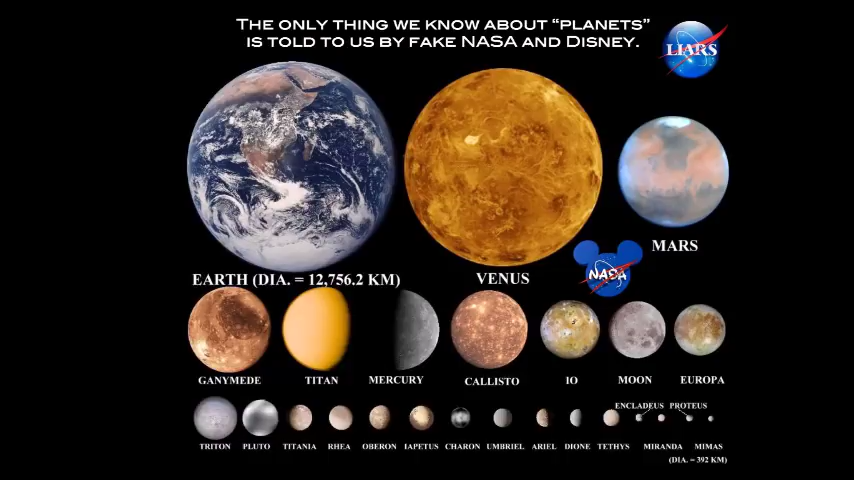 THE ONLY THING WE KNOW ABOUT “PLANETS”
IS TOLD TO US BY FAKE NASA AND DISNEY.
LIARS
MARS
EARTH (DIA. = 12,756.2 KM)
VENUS
NASA
GANYMEDE
TITAN
MERCURY
CALLISTO
IO
MOON
EUROPA
ENCLADEUS
PROTEUS
TRITON
PLUTO
TITANIA
RHEA
OBERON
IAPETUS
CHARON
UMBRIEL
ARIEL
DIONE
TETHYS
MIRANDA
MIMAS
(DIA. = 392 KM)